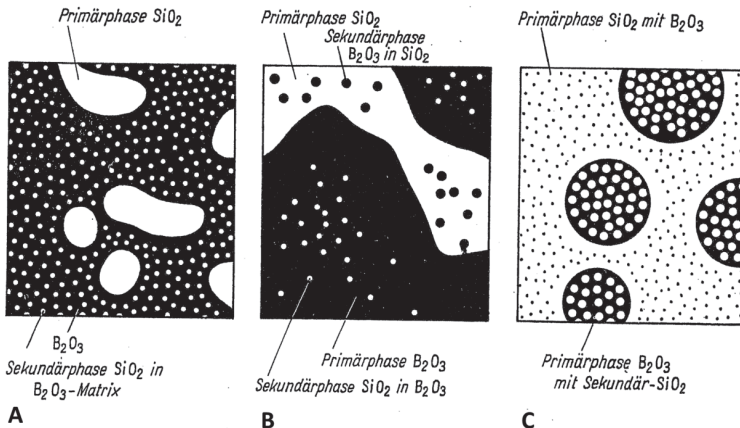 Primärphase SiO₂
B₂O₃
Sekundärphase SiO₂ in
B₂O₃-Matrix
A
Primärphase SiO₂
Sekundärphase
B₂O₃ in SiO₂
Primärphase B₂O₃
Sekundärphase SiO₂ in B₂O₃
B
Primärphase SiO₂ mit B₂O₃
Primärphase B₂O₃
mit Sekundär-SiO₂
C